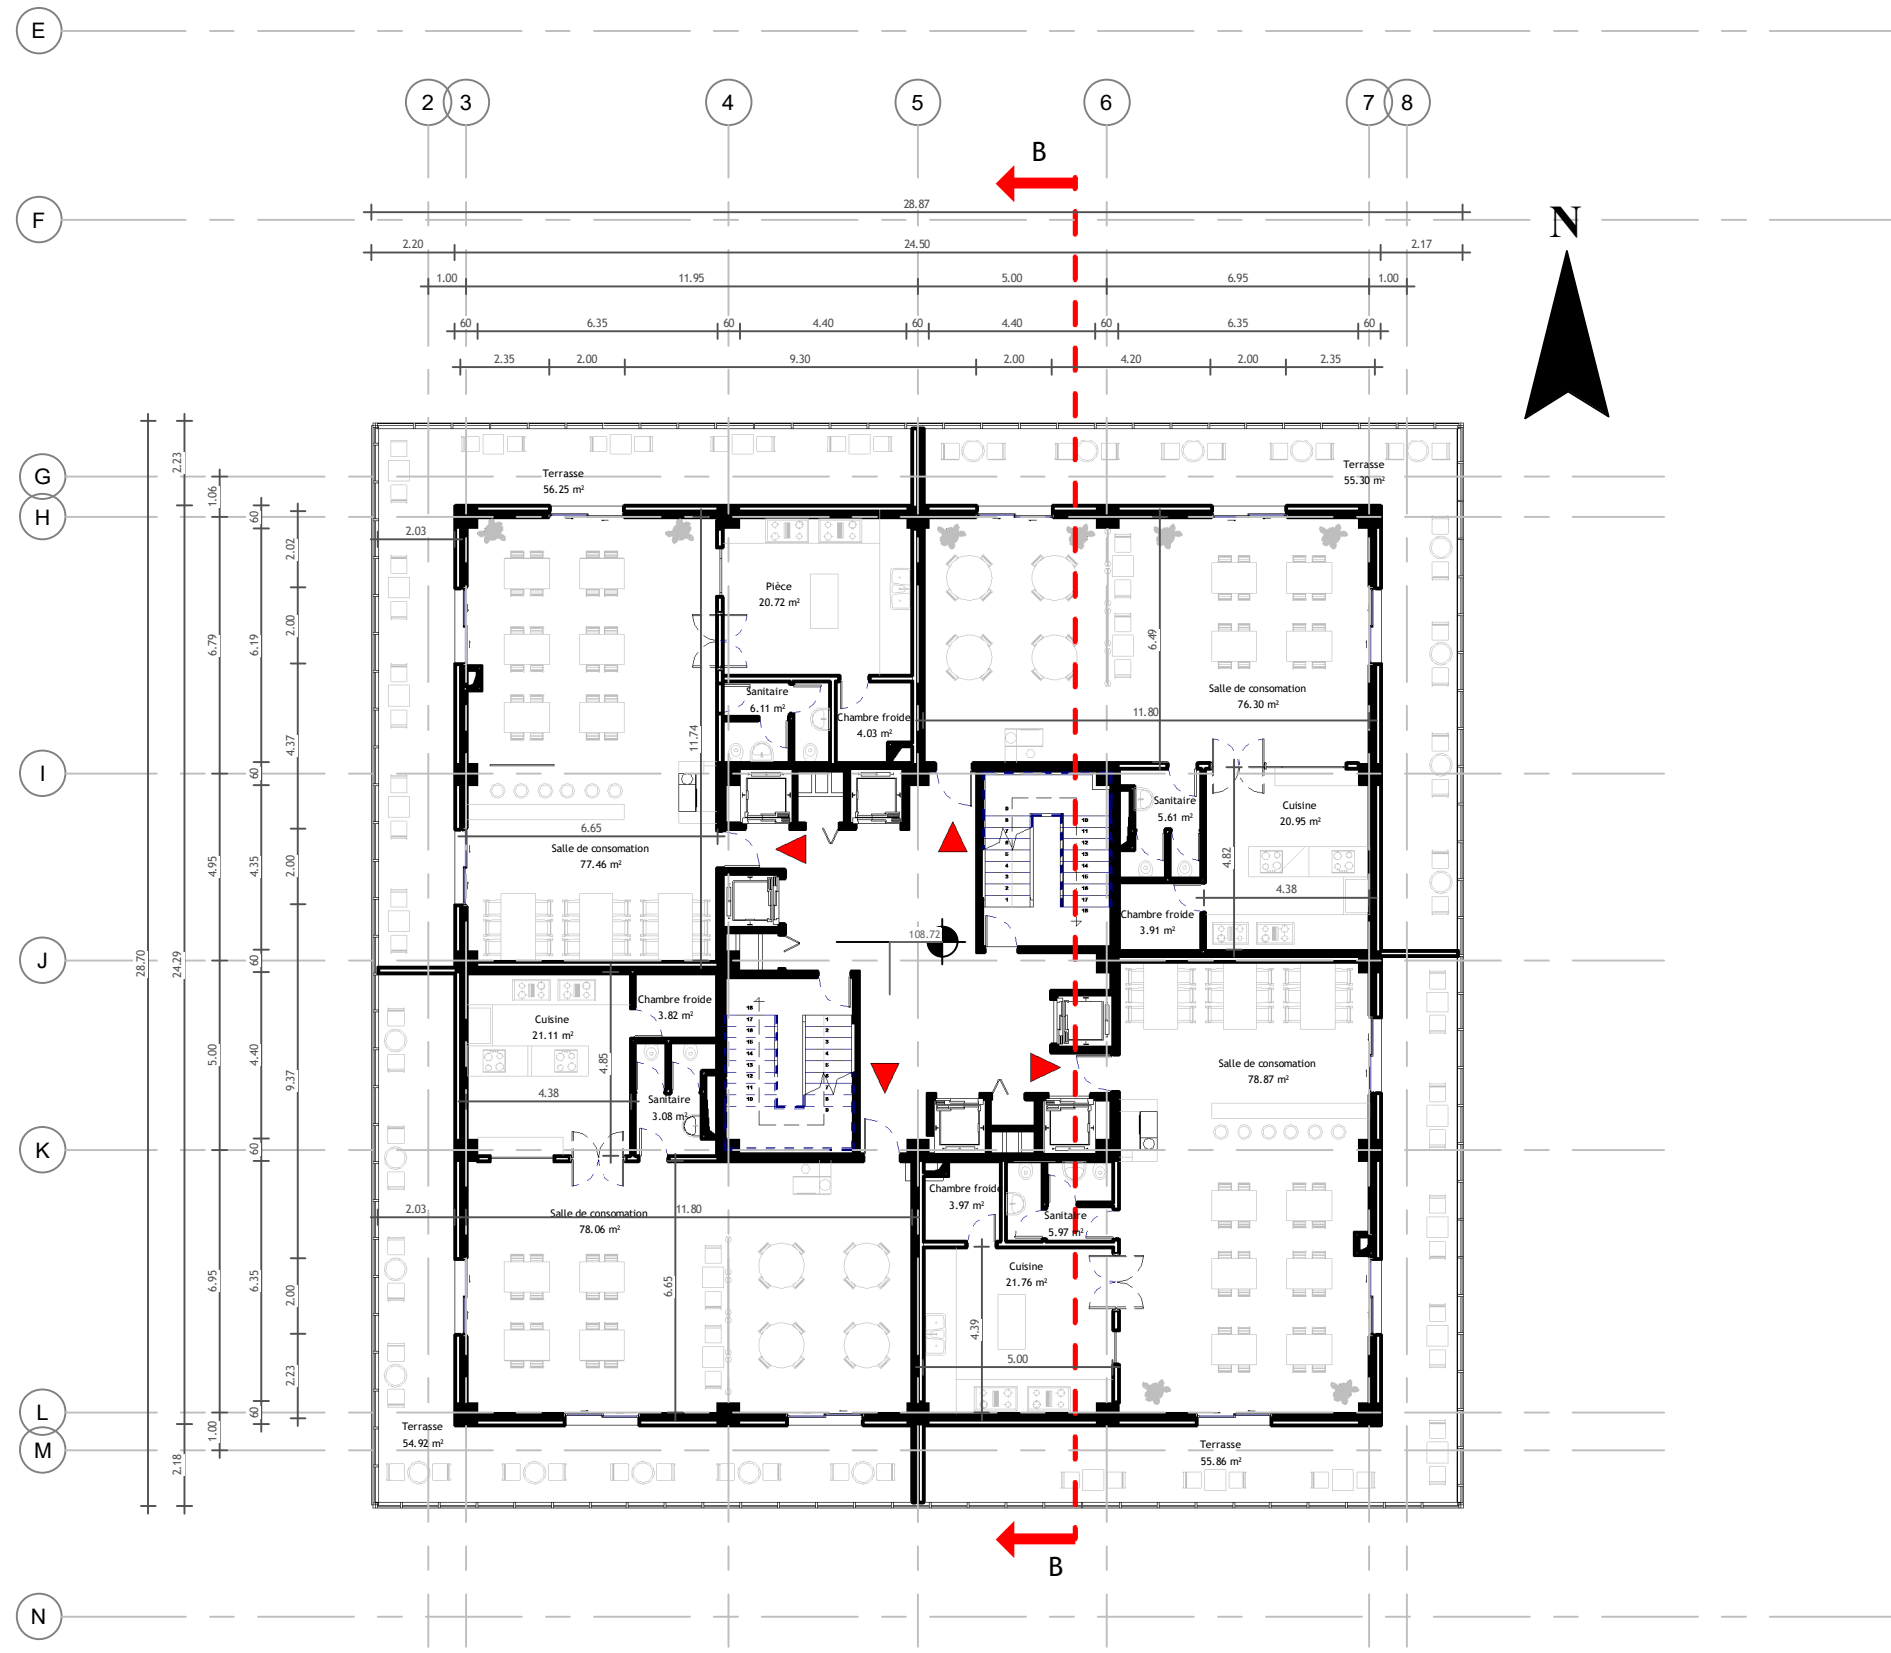 E
2 3 4 5 6 7 8
B
F
28.87
N
2.20 24.50 2.17
1.00 11.95 5.00 6.95 1.00
60 6.35 60 4.40 60 4.40 60 6.35 60
2.35 2.00 9.30 2.00 4.20 2.00 2.35
G
H
I
J
K
L
M
N
28.70
2.23
24.29
2.18
1.06
6.79
4.95
5.00
6.95
1.00
60
6.19
60
4.35
60
4.40
60
6.35
60
2.02
2.00
4.37
2.00
9.37
2.00
2.23
Terrasse
56.25 m²
Terrasse
55.30 m²
2.03
Pièce
20.72 m²
6.49
11.74
Sanitaire
6.11 m²
Chambre froide
4.03 m²
Salle de consomation
76.30 m²
11.80
6.65
Salle de consomation
77.46 m²
Sanitaire
5.61 m²
Cuisine
20.95 m²
4.82
4.38
Chambre froide
3.91 m²
108.72
Cuisine
21.11 m²
Chambre froide
3.82 m²
4.85
4.38
Sanitaire
3.08 m²
Salle de consomation
78.87 m²
2.03
Salle de consomation
78.06 m²
11.80
6.65
Chambre froide
3.97 m²
Sanitaire
5.97 m²
Cuisine
21.76 m²
4.39
5.00
Terrasse
54.92 m²
Terrasse
55.86 m²
B